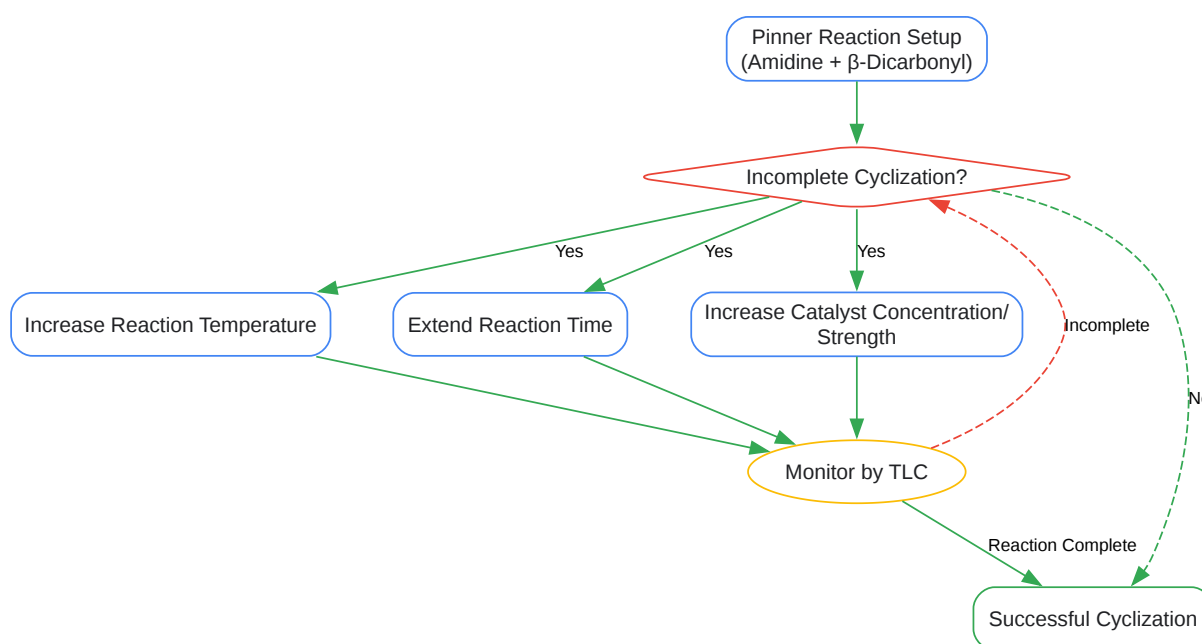 Pinner Reaction Setup
(Amidine + β-Dicarbonyl)
Incomplete Cyclization?
Yes
Yes
Yes
Increase Reaction Temperature
Extend Reaction Time
Increase Catalyst Concentration/
Strength
Incomplete
Monitor by TLC
Reaction Complete
Successful Cyclization